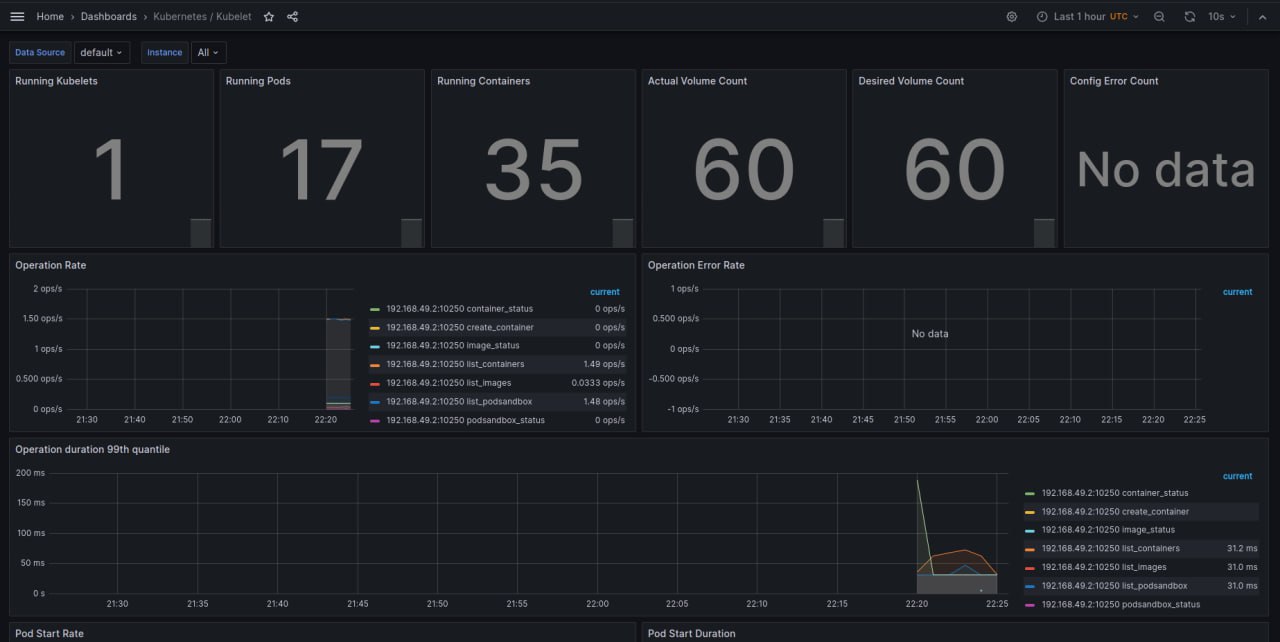 Home › Dashboards › Kubernetes / Kubelet
Last 1 hour UTC
10s
Data Source default
Instance All
Running Kubelets
1
Running Pods
17
Running Containers
35
Actual Volume Count
60
Desired Volume Count
60
Config Error Count
No data
Operation Rate
2 ops/s
1.50 ops/s
1 ops/s
0.500 ops/s
0 ops/s
21:30 21:40 21:50 22:00 22:10 22:20
current
192.168.49.2:10250 container_status 0 ops/s
192.168.49.2:10250 create_container 0 ops/s
192.168.49.2:10250 image_status 0 ops/s
192.168.49.2:10250 list_containers 1.49 ops/s
192.168.49.2:10250 list_images 0.0333 ops/s
192.168.49.2:10250 list_podsandbox 1.48 ops/s
192.168.49.2:10250 podsandbox_status 0 ops/s
Operation Error Rate
1 ops/s
0.500 ops/s
0 ops/s
-0.500 ops/s
-1 ops/s
No data
21:30 21:35 21:40 21:45 21:50 21:55 22:00 22:05 22:10 22:15 22:20 22:25
current
Operation duration 99th quantile
200 ms
150 ms
100 ms
50 ms
0 s
21:30 21:35 21:40 21:45 21:50 21:55 22:00 22:05 22:10 22:15 22:20 22:25
current
192.168.49.2:10250 container_status
192.168.49.2:10250 create_container
192.168.49.2:10250 image_status
192.168.49.2:10250 list_containers 31.2 ms
192.168.49.2:10250 list_images 31.0 ms
192.168.49.2:10250 list_podsandbox 31.0 ms
192.168.49.2:10250 podsandbox_status
Pod Start Rate
Pod Start Duration